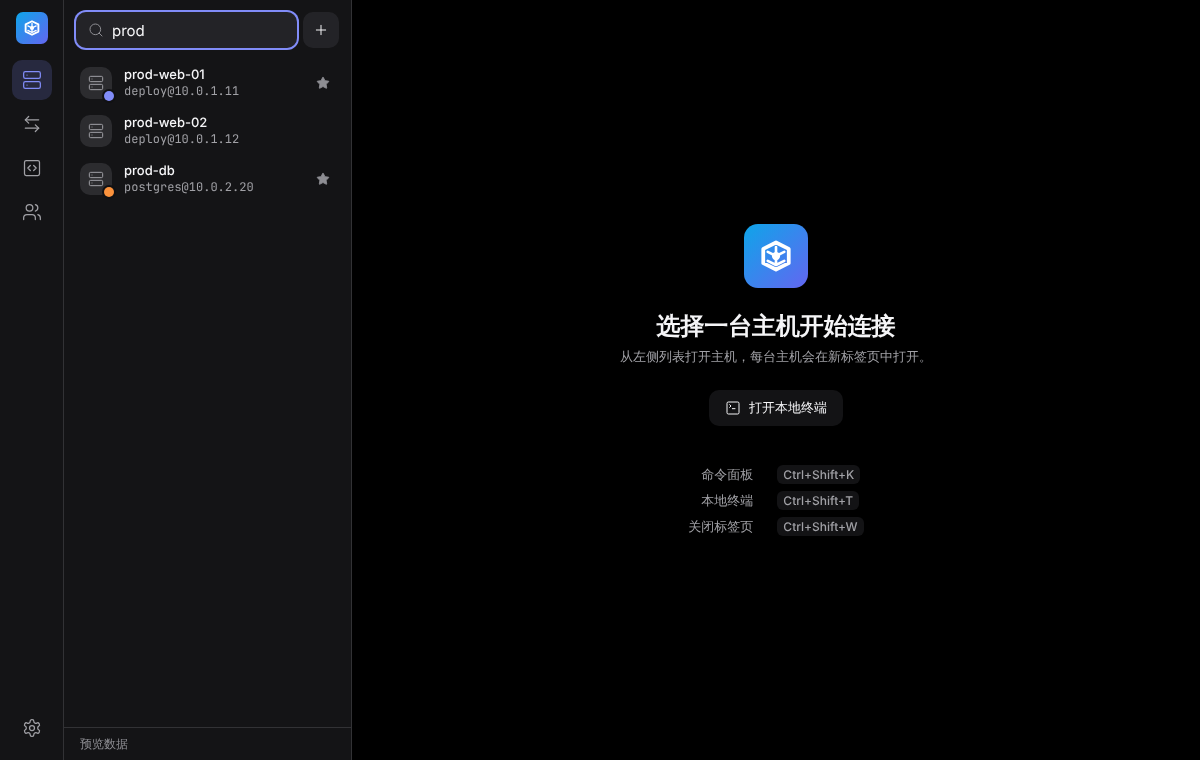 prod
prod-web-01
deploy@10.0.1.11
prod-web-02
deploy@10.0.1.12
prod-db
postgres@10.0.2.20
预览数据
选择一台主机开始连接
从左侧列表打开主机，每台主机会在新标签页中打开。
打开本地终端
命令面板 Ctrl+Shift+K
本地终端 Ctrl+Shift+T
关闭标签页 Ctrl+Shift+W